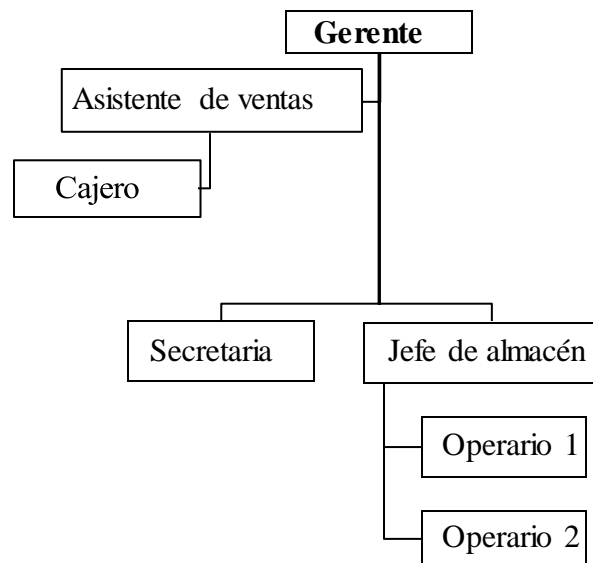 Gerente
Asistente de ventas
Cajero
Secretaria
Jefe de almacén
Operario 1
Operario 2